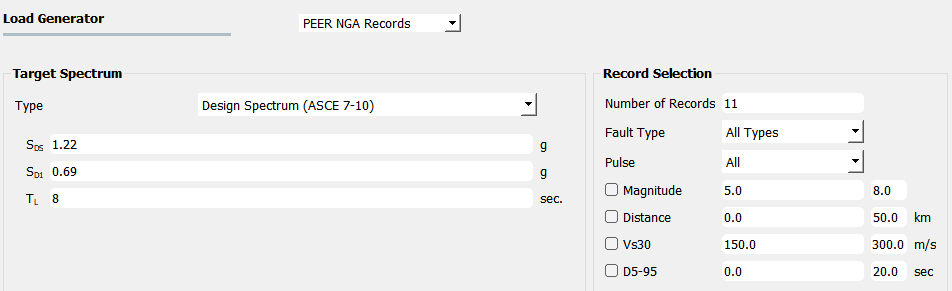 Load Generator PEER NGA Records
Target Spectrum
Type Design Spectrum (ASCE 7-10)
SDS 1.22 g
SD1 0.69 g
TL 8 sec.
Record Selection
Number of Records 11
Fault Type All Types
Pulse All
Magnitude 5.0 8.0
Distance 0.0 50.0 km
Vs30 150.0 300.0 m/s
D5-95 0.0 20.0 sec